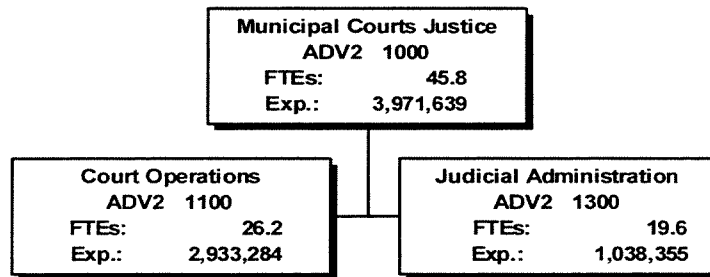 Municipal Courts Justice
ADV2 1000
FTEs: 45.8
Exp.: 3,971,639
Court Operations
ADV2 1100
FTEs: 26.2
Exp.: 2,933,284
Judicial Administration
ADV2 1300
FTEs: 19.6
Exp.: 1,038,355